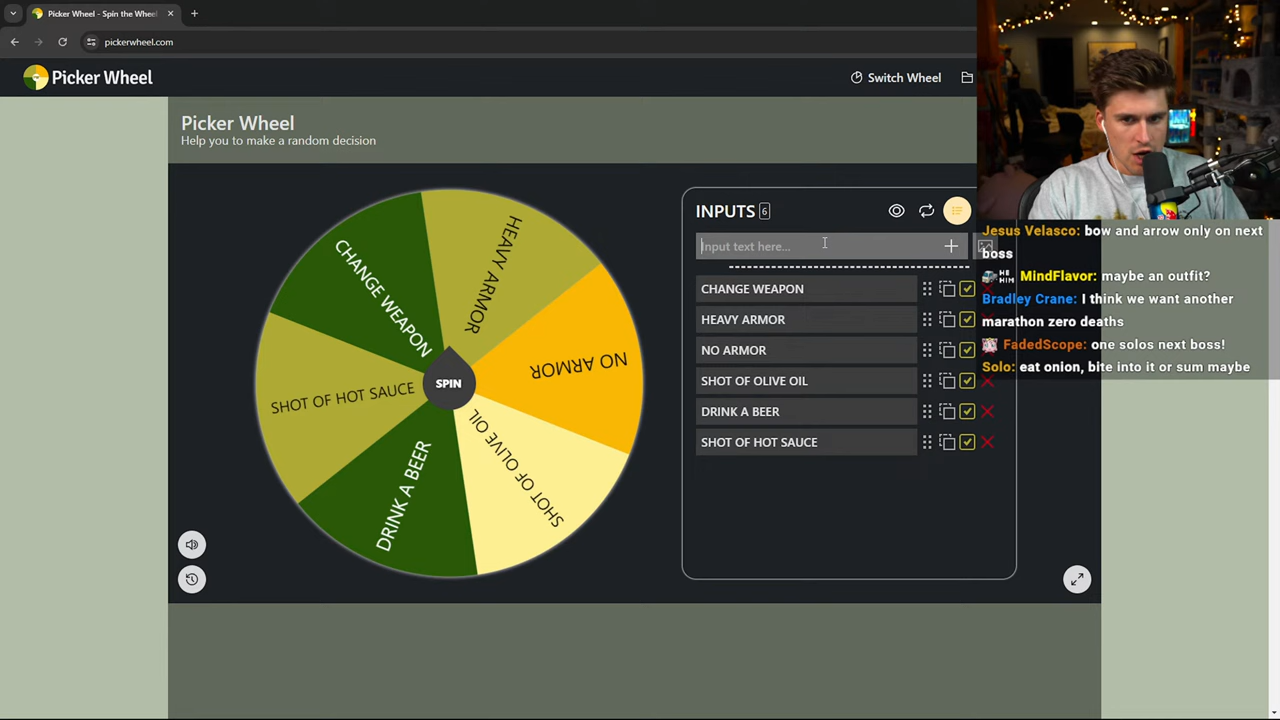 Picker Wheel - Spin the Wheel
pickerwheel.com
Picker Wheel
Switch Wheel
Picker Wheel
Help you to make a random decision
HEAVY ARMOR
CHANGE WEAPON
NO ARMOR
SHOT OF HOT SAUCE
SPIN
SHOT OF OLIVE OIL
DRINK A BEER
INPUTS 6
Input text here...
CHANGE WEAPON
HEAVY ARMOR
NO ARMOR
SHOT OF OLIVE OIL
DRINK A BEER
SHOT OF HOT SAUCE
Jesus Velasco: bow and arrow only on next
boss
HE HIM MindFlavor: maybe an outfit?
Bradley Crane: I think we want another
marathon zero deaths
FadedScope: one solos next boss!
Solo: eat onion, bite into it or sum maybe